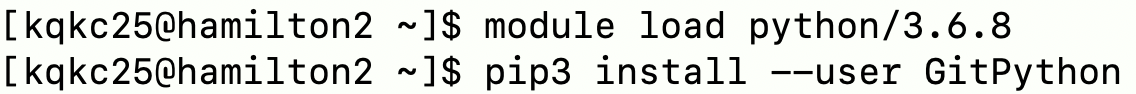 [kqkc25@hamilton2 ~]$ module load python/3.6.8
[kqkc25@hamilton2 ~]$ pip3 install --user GitPython